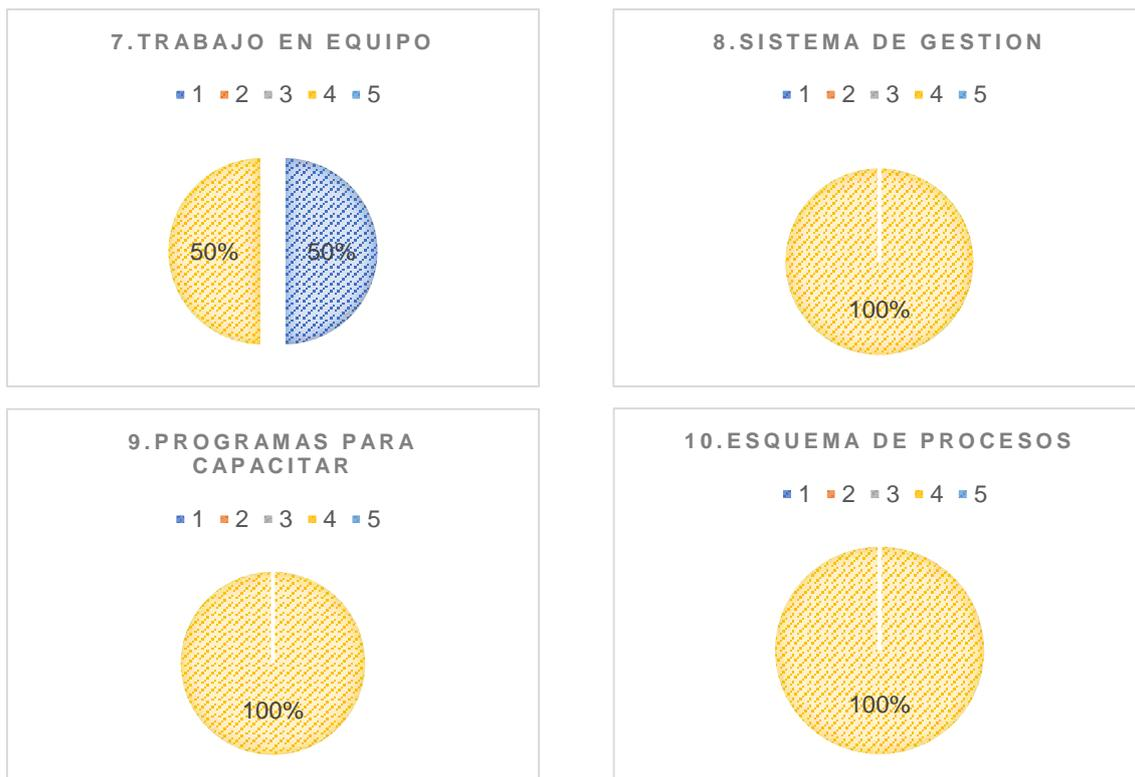 7.TRABAJO EN EQUIPO
1 2 3 4 5
50% 50%
8.SISTEMA DE GESTION
1 2 3 4 5
100%
9.PROGRAMAS PARA
CAPACITAR
1 2 3 4 5
100%
10.ESQUEMA DE PROCESOS
1 2 3 4 5
100%